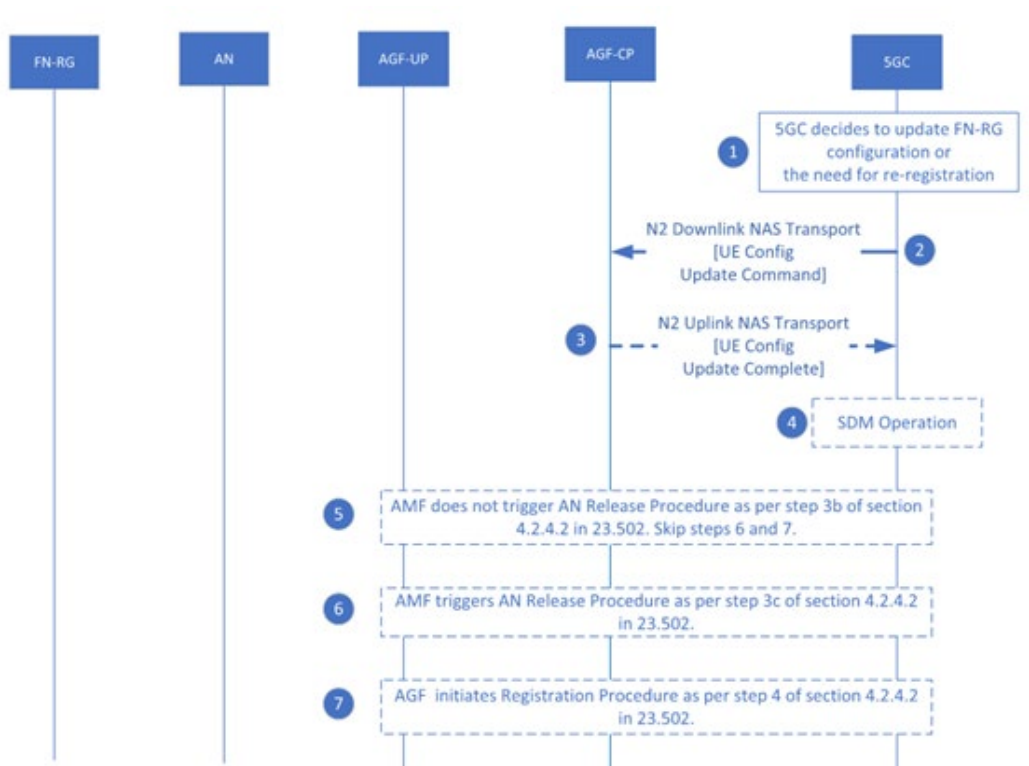 FN-RG
AN
AGF-UP
AGF-CP
5GC
1
5GC decides to update FN-RG
configuration or
the need for re-registration
N2 Downlink NAS Transport
[UE Config
Update Command]
2
3
N2 Uplink NAS Transport
[UE Config
Update Complete]
4
SDM Operation
5
AMF does not trigger AN Release Procedure as per step 3b of section
4.2.4.2 in 23.502. Skip steps 6 and 7.
6
AMF triggers AN Release Procedure as per step 3c of section 4.2.4.2
in 23.502.
7
AGF initiates Registration Procedure as per step 4 of section 4.2.4.2
in 23.502.